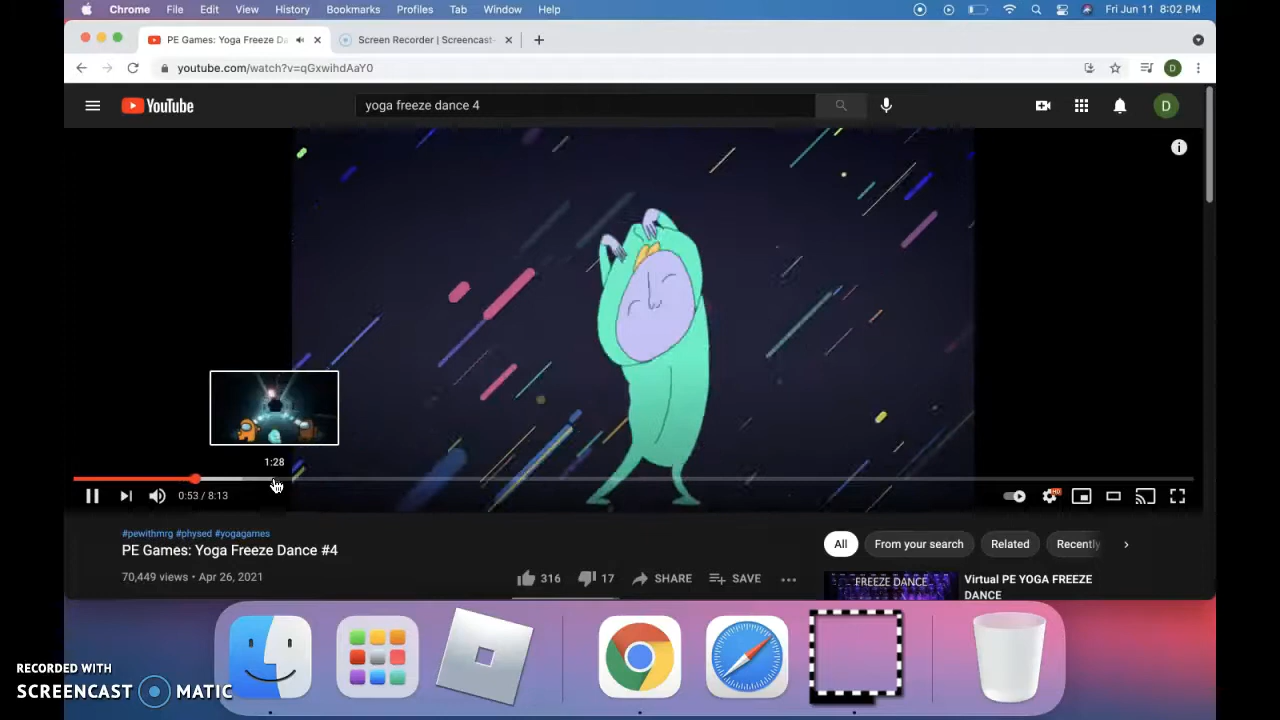 Chrome File Edit View History Bookmarks Profiles Tab Window Help Fri Jun 11 8:02 PM
PE Games: Yoga Freeze Da Screen Recorder | Screencast-
youtube.com/watch?v=qGxwihdAaY0 D
YouTube yoga freeze dance 4 D
1:28
0:53 / 8:13 HD
#pewithmrg #physed #yogagames
PE Games: Yoga Freeze Dance #4
70,449 views • Apr 26, 2021
316 17 SHARE SAVE
All From your search Related Recently
FREEZE DANCE
Virtual PE YOGA FREEZE
DANCE
RECORDED WITH
SCREENCAST MATIC